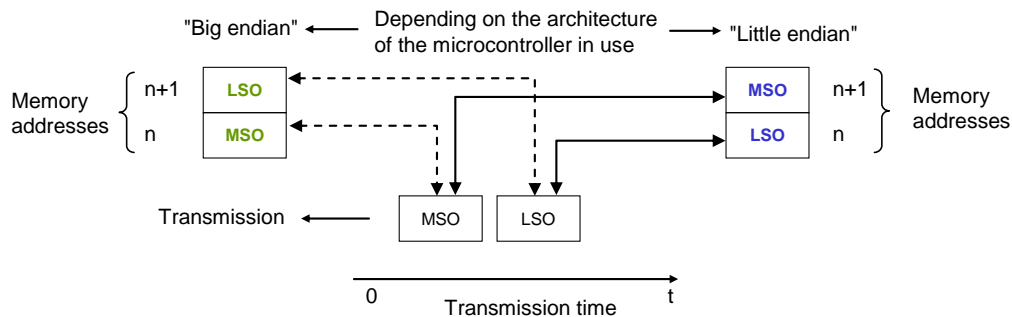 "Big endian"
Depending on the architecture
of the microcontroller in use
"Little endian"
Memory
addresses
n+1
n
LSO
MSO
MSO
LSO
n+1
n
Memory
addresses
Transmission
MSO
LSO
0
t
Transmission time